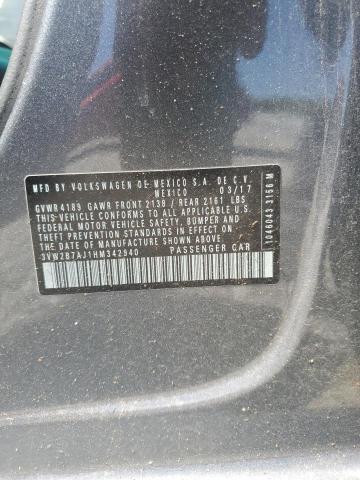 MFD BY VOLKSWAGEN DE MEXICO S.A. DE C.V.
MEXICO 03/17
GVWR 4189 GAWR FRONT 2138 / REAR 2161 LBS
THIS VEHICLE CONFORMS TO ALL APPLICABLE U.S.
FEDERAL MOTOR VEHICLE SAFETY, BUMPER AND
THEFT PREVENTION STANDARDS IN EFFECT ON
THE DATE OF MANUFACTURE SHOWN ABOVE.
3VW2B7AJ1HM342940 PASSENGER CAR
1046043 3156 M